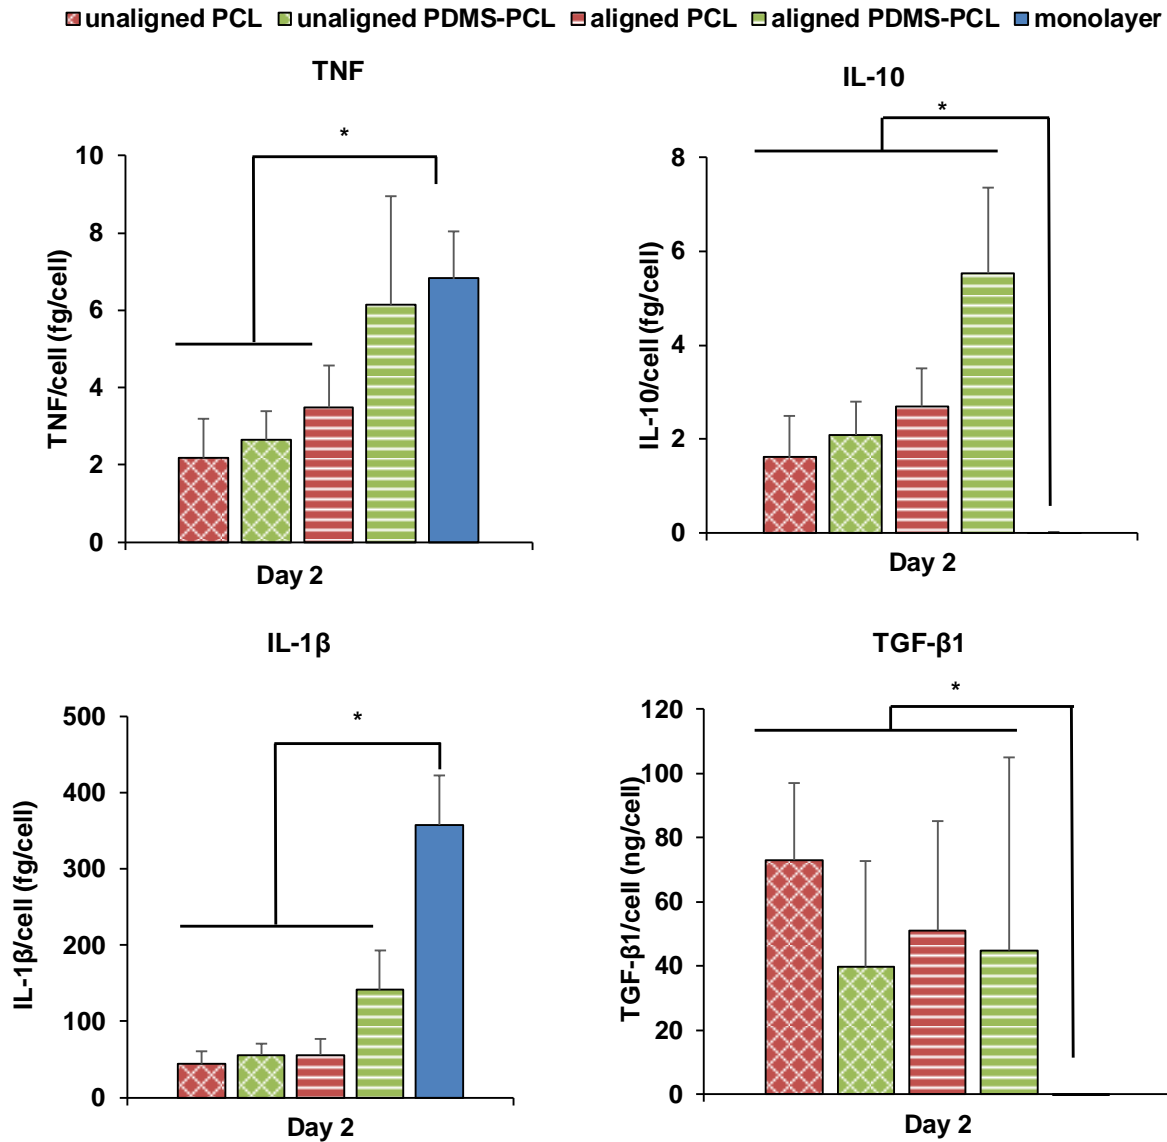 unaligned PCL unaligned PDMS-PCL aligned PCL aligned PDMS-PCL monolayer
TNF
*
10
8
6
4
2
0
TNF/cell (fg/cell)
Day 2
IL-10
*
8
6
4
2
0
IL-10/cell (fg/cell)
Day 2
IL-1β
*
500
400
300
200
100
0
IL-1β/cell (fg/cell)
Day 2
TGF-β1
*
120
100
80
60
40
20
0
TGF-β1/cell (ng/cell)
Day 2